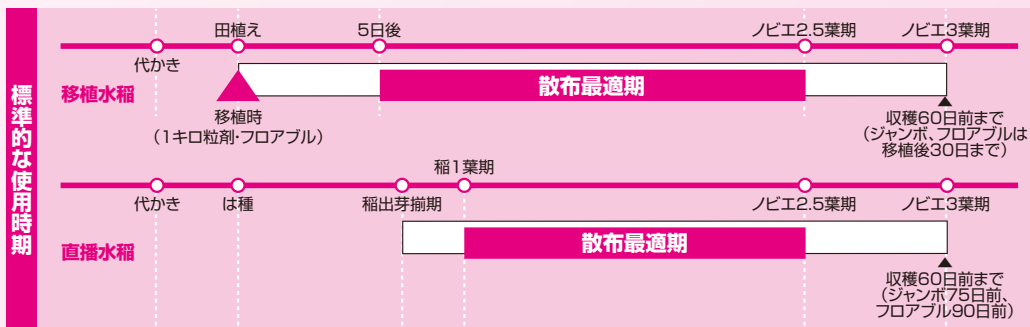 標準的な使用時期
田植え
5日後
ノビエ2.5葉期
ノビエ3葉期
代かき
移植水稲
散布最適期
移植時
(1キロ粒剤・フロアブル)
収穫60日前まで
(ジャンボ、フロアブルは
移植後30日まで)
稲1葉期
代かき
は種
稲出芽揃期
ノビエ2.5葉期
ノビエ3葉期
直播水稲
散布最適期
収穫60日前まで
(ジャンボ75日前、
フロアブル90日前)